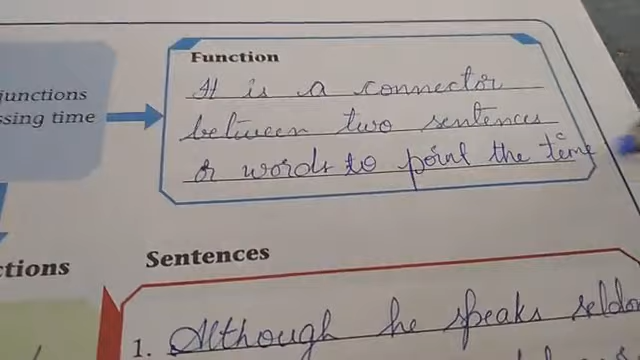 Function
junctions
ssing time
It is a connector
between two sentences
or words to point the time
ctions
Sentences
1. Although he speaks seldom